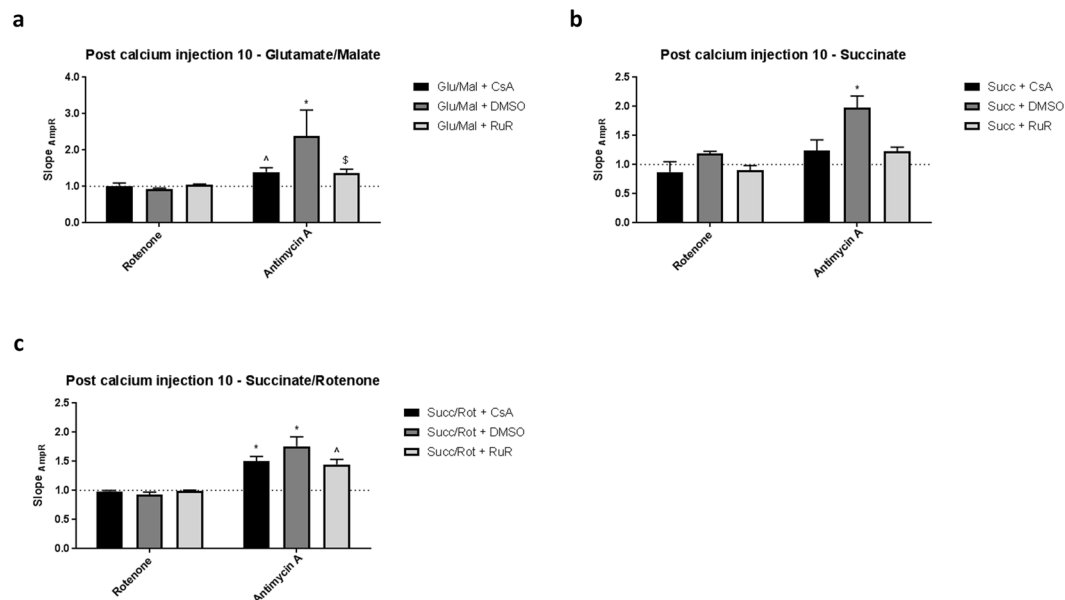 a
Post calcium injection 10 - Glutamate/Malate
Slope AmpR
4.0
3.0
2.0
1.0
0.0
^
*
$
Rotenone
Antimycin A
Glu/Mal + CsA
Glu/Mal + DMSO
Glu/Mal + RuR
b
Post calcium injection 10 - Succinate
Slope AmpR
2.5
2.0
1.5
1.0
0.5
0.0
*
Rotenone
Antimycin A
Succ + CsA
Succ + DMSO
Succ + RuR
c
Post calcium injection 10 - Succinate/Rotenone
Slope AmpR
2.5
2.0
1.5
1.0
0.5
0.0
*
*
^
Rotenone
Antimycin A
Succ/Rot + CsA
Succ/Rot + DMSO
Succ/Rot + RuR